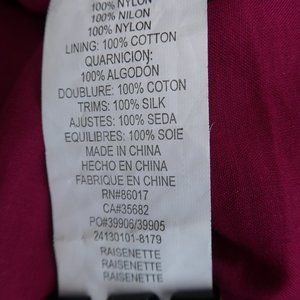 100% NYLON
100% NILON
100% NYLON
LINING: 100% COTTON
QUARNICION:
100% ALGODÓN
DOUBLURE: 100% COTON
TRIMS: 100% SILK
AJUSTES: 100% SEDA
EQUILIBRES: 100% SOIE
MADE IN CHINA
HECHO EN CHINA
FABRIQUE EN CHINE
RN#86017
CA#35682
PO#39906/39905
24130101-8179
RAISENETTE
RAISENETTE
RAISENETTE